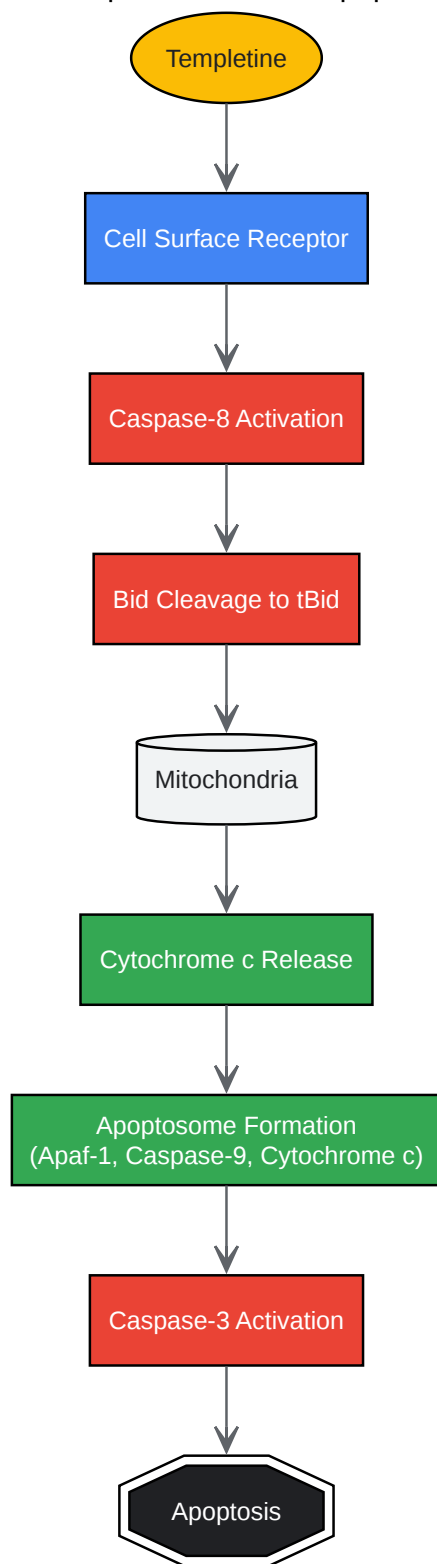 Templetine
Cell Surface Receptor
Caspase-8 Activation
Bid Cleavage to tBid
Mitochondria
Cytochrome c Release
Apoptosome Formation
(Apaf-1, Caspase-9, Cytochrome c)
Caspase-3 Activation
Apoptosis